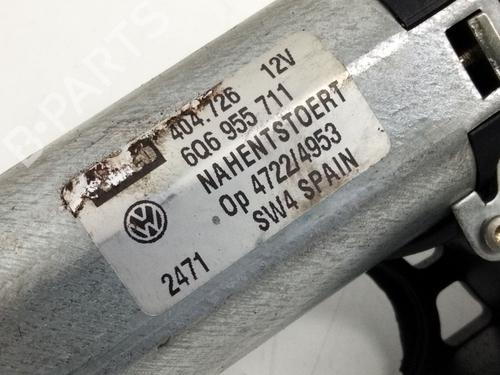 404.726 12V
6Q6 955 711
NAHENTSTOERT
Op 4722/4953
SW4 SPAIN
2471
B-PARTS